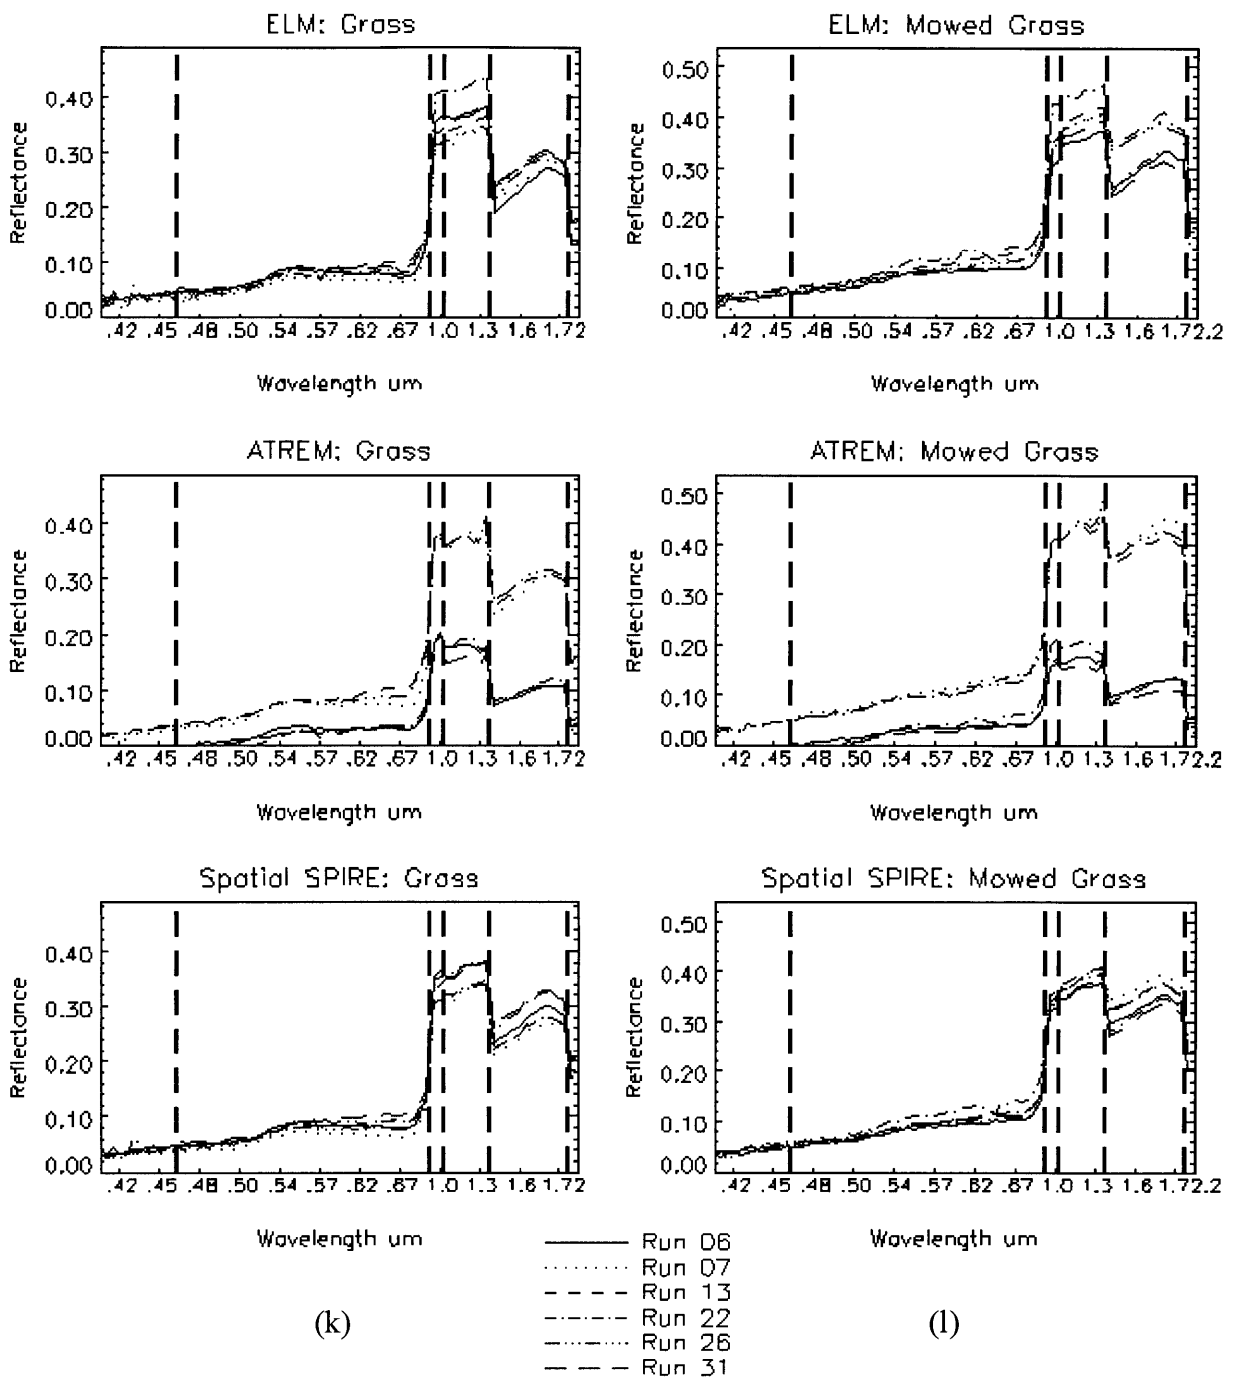 ELM: Grass
ELM: Mowed Grass
Reflectance
0.40
0.30
0.20
0.10
0.00
.42 .45 .48 .50 .54 .57 .62 .67 1.0 1.3 1.6 1.72
Wavelength um
Reflectance
0.50
0.40
0.30
0.20
0.10
0.00
.42 .45 .48 .50 .54 .57 .62 .67 1.0 1.3 1.6 1.72.2
Wavelength um
ATREM: Grass
ATREM: Mowed Grass
Reflectance
0.40
0.30
0.20
0.10
0.00
.42 .45 .48 .50 .54 .57 .62 .67 1.0 1.3 1.6 1.72
Wavelength um
Reflectance
0.50
0.40
0.30
0.20
0.10
0.00
.42 .45 .48 .50 .54 .57 .62 .67 1.0 1.3 1.6 1.72.2
Wavelength um
Spatial SPIRE: Grass
Spatial SPIRE: Mowed Grass
Reflectance
0.40
0.30
0.20
0.10
0.00
.42 .45 .48 .50 .54 .57 .62 .67 1.0 1.3 1.6 1.72
Wavelength um
Reflectance
0.50
0.40
0.30
0.20
0.10
0.00
.42 .45 .48 .50 .54 .57 .62 .67 1.0 1.3 1.6 1.72.2
Wavelength um
Run 06
Run 07
Run 13
Run 22
Run 26
Run 31
(k)
(l)